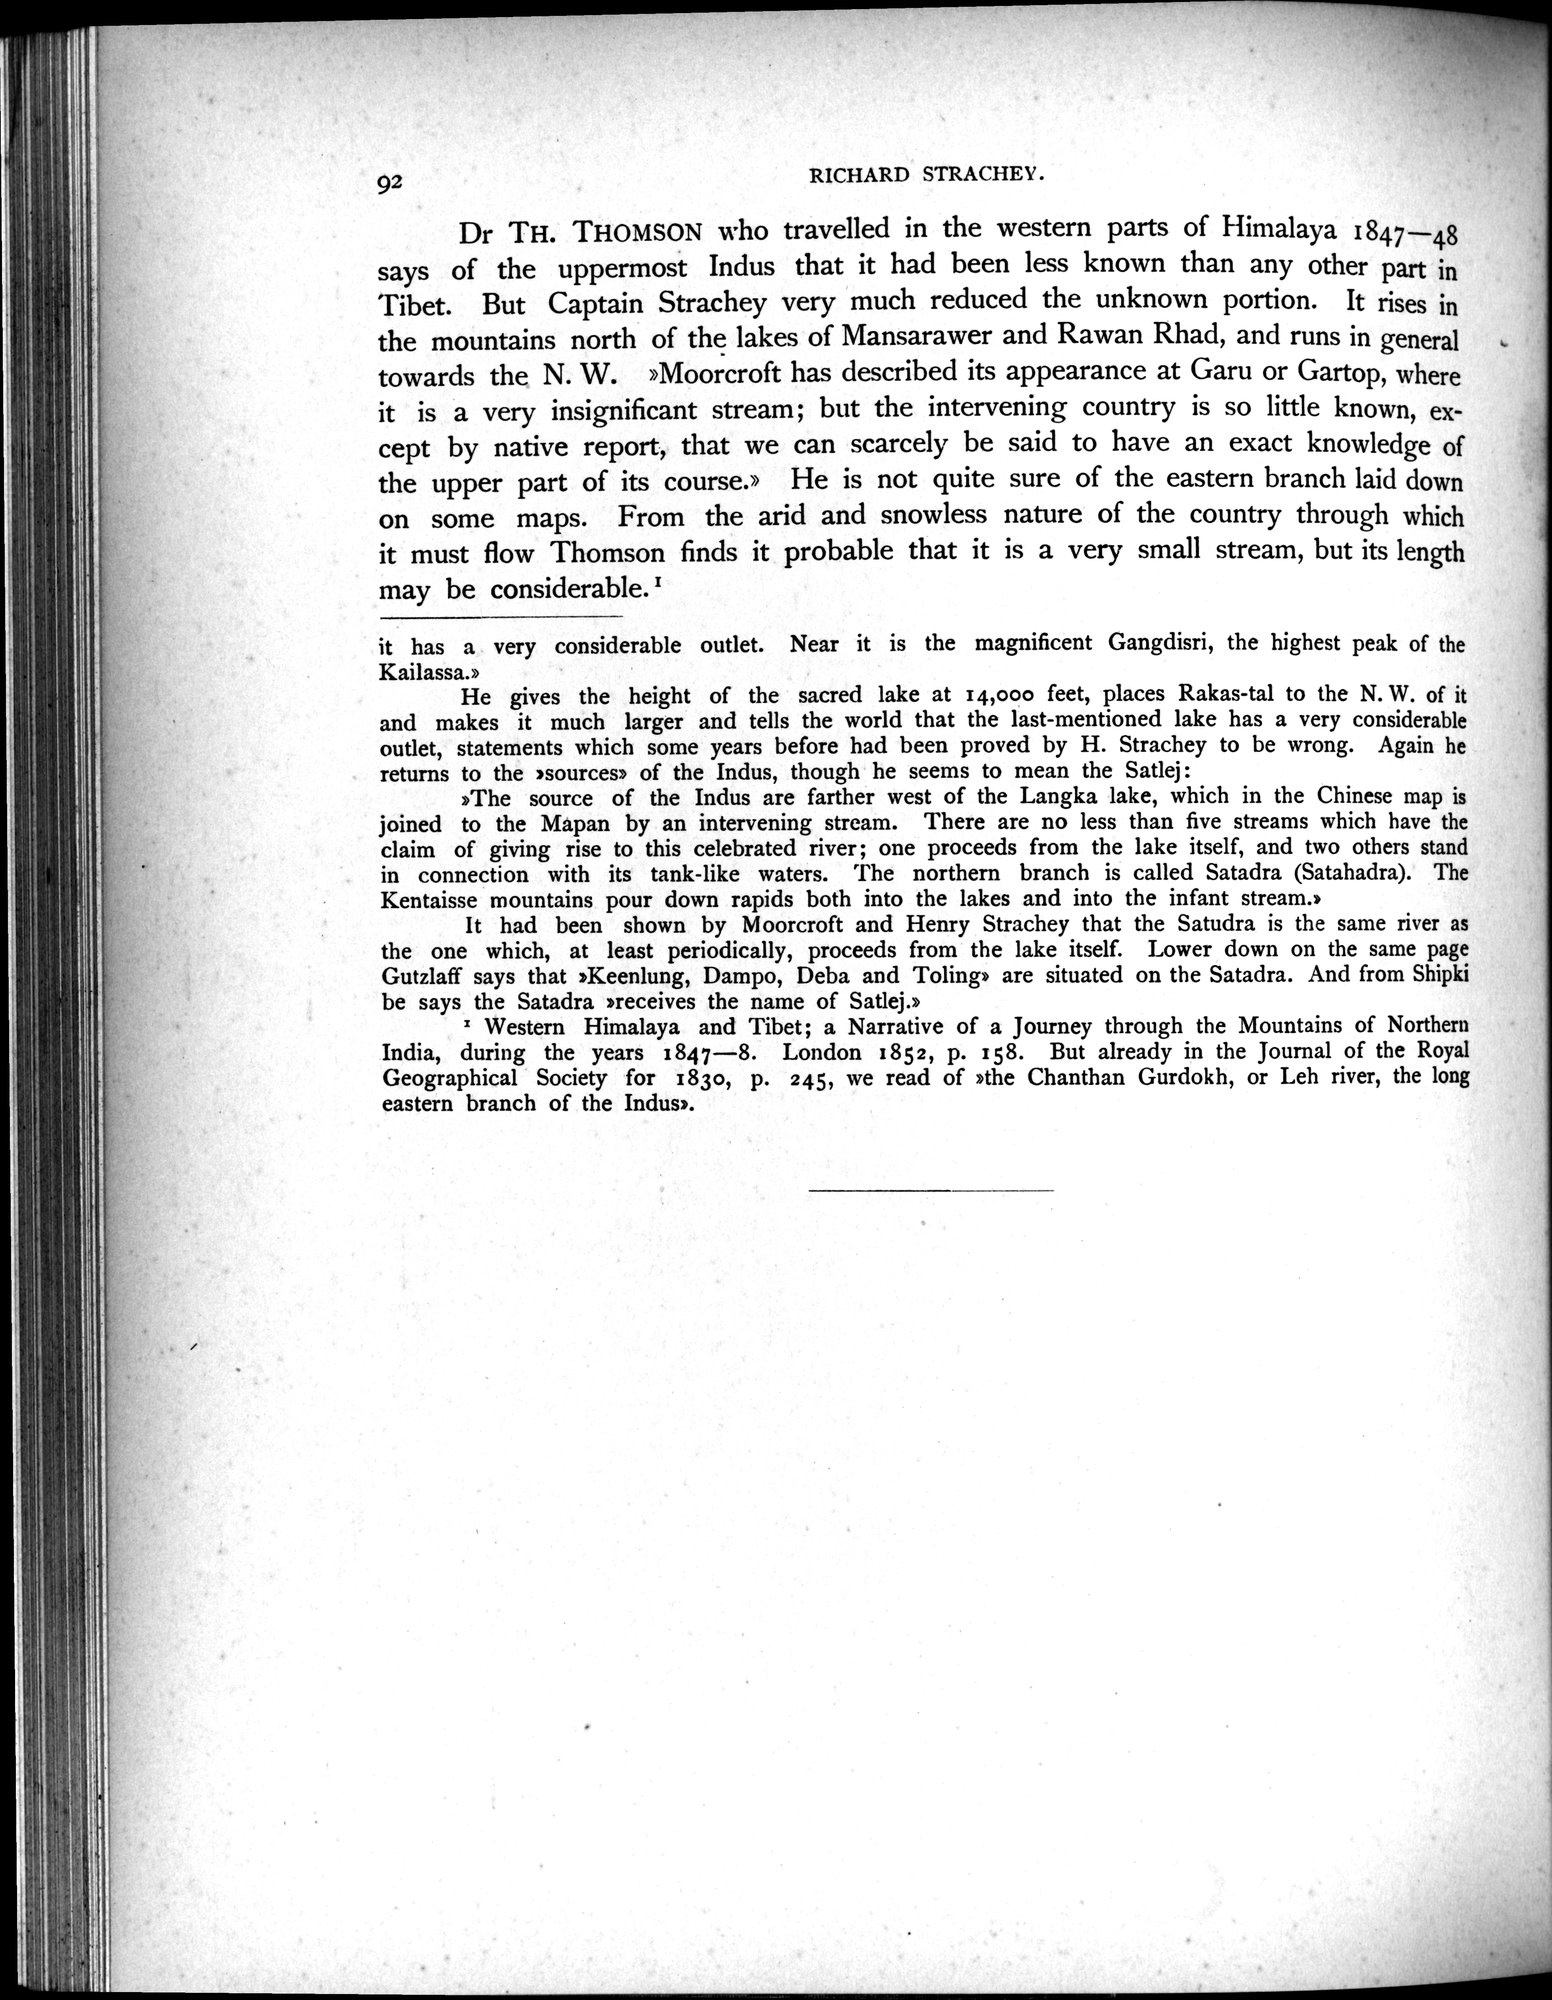 92
RICHARD STRACHEY.
Dr TH. THOMSON who travelled in the western parts of Himalaya 1847—48
says of the uppermost Indus that it had been less known than any other part in
Tibet. But Captain Strachey very much reduced the unknown portion. It rises in
the mountains north of the lakes of Mansarawer and Rawan Rhad, and runs in general
towards the N. W. »Moorcroft has described its appearance at Garu or Gartop, where
it is a very insignificant stream; but the intervening country is so little known, ex-
cept by native report, that we can scarcely be said to have an exact knowledge of
the upper part of its course.» He is not quite sure of the eastern branch laid down
on some maps. From the arid and snowless nature of the country through which
it must flow Thomson finds it probable that it is a very small stream, but its length
may be considerable.¹
it has a very considerable outlet. Near it is the magnificent Gangdisri, the highest peak of the
Kailassa.»
He gives the height of the sacred lake at 14,000 feet, places Rakas-tal to the N. W. of it
and makes it much larger and tells the world that the last-mentioned lake has a very considerable
outlet, statements which some years before had been proved by H. Strachey to be wrong. Again he
returns to the »sources» of the Indus, though he seems to mean the Satlej:
»The source of the Indus are farther west of the Langka lake, which in the Chinese map is
joined to the Mapan by an intervening stream. There are no less than five streams which have the
claim of giving rise to this celebrated river; one proceeds from the lake itself, and two others stand
in connection with its tank-like waters. The northern branch is called Satadra (Satahadra). The
Kentaisse mountains pour down rapids both into the lakes and into the infant stream.»
It had been shown by Moorcroft and Henry Strachey that the Satudra is the same river as
the one which, at least periodically, proceeds from the lake itself. Lower down on the same page
Gutzlaff says that »Keenlung, Dampo, Deba and Toling» are situated on the Satadra. And from Shipki
be says the Satadra »receives the name of Satlej.»
¹ Western Himalaya and Tibet; a Narrative of a Journey through the Mountains of Northern
India, during the years 1847—8. London 1852, p. 158. But already in the Journal of the Royal
Geographical Society for 1830, p. 245, we read of »the Chanthan Gurdokh, or Leh river, the long
eastern branch of the Indus».